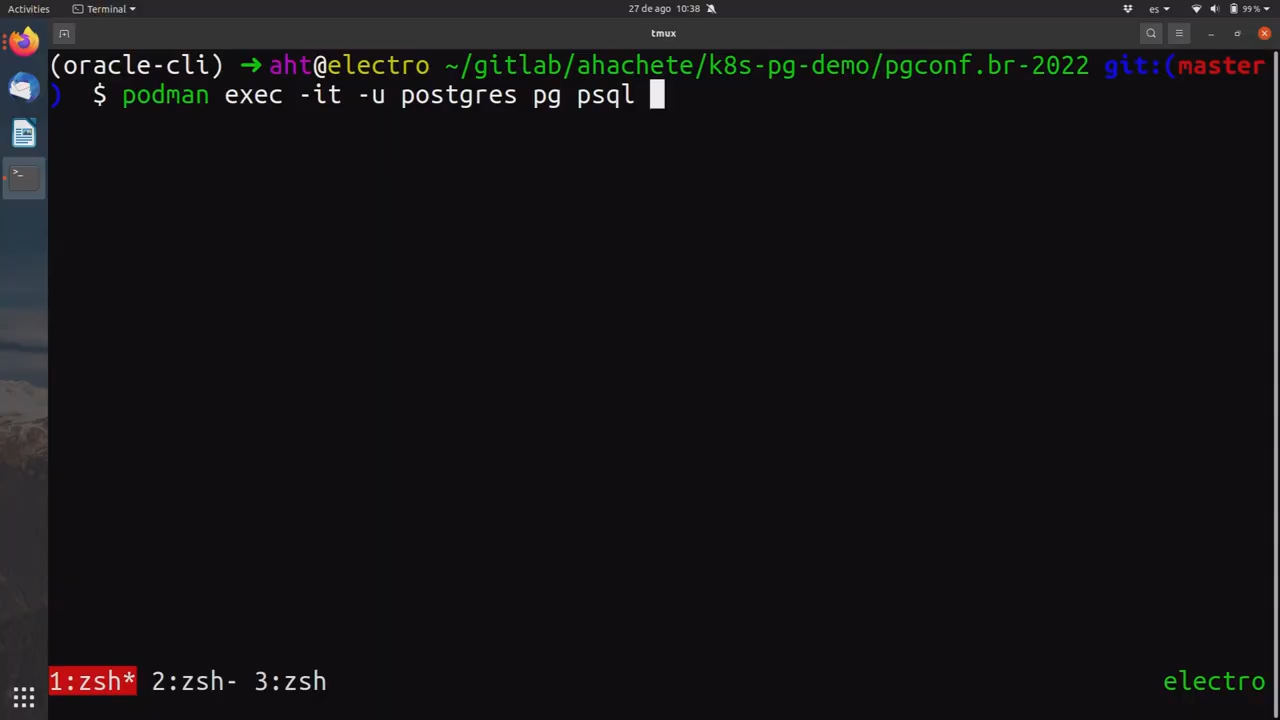 Activities
Terminal
27 de ago 10:38
es
99 %
tmux
(oracle-cli) ➜ aht@electro ~/gitlab/ahachete/k8s-pg-demo/pgconf.br-2022 git:(master
) $ podman exec -it -u postgres pg psql
1:zsh* 2:zsh- 3:zsh
electro